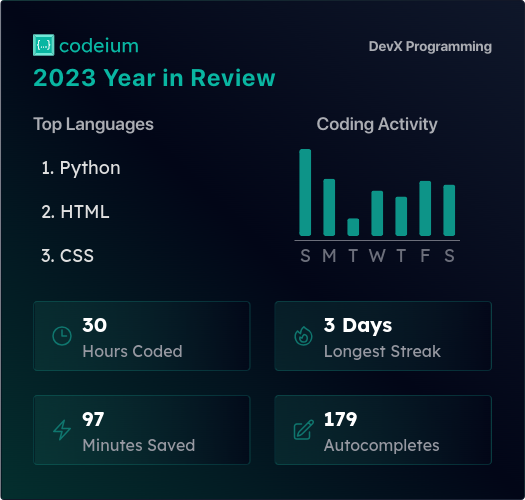 {...} codeium
DevX Programming
2023 Year in Review
Top Languages
1. Python
2. HTML
3. CSS
Coding Activity
S M T W T F S
30
Hours Coded
3 Days
Longest Streak
97
Minutes Saved
179
Autocompletes